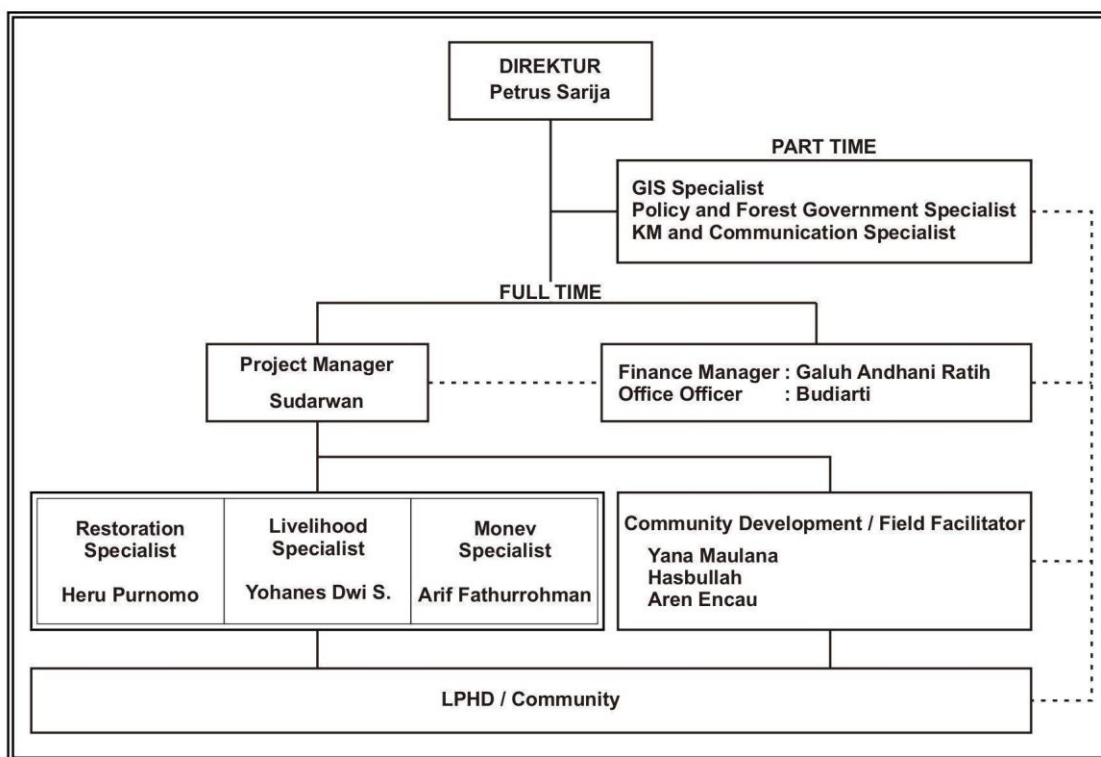 DIREKTUR
Petrus Sarija
PART TIME
GIS Specialist
Policy and Forest Government Specialist
KM and Communication Specialist
FULL TIME
Project Manager
Sudarwan
Finance Manager : Galuh Andhani Ratih
Office Officer : Budiarti
Restoration
Specialist
Heru Purnomo
Livelihood
Specialist
Yohanes Dwi S.
Monev
Specialist
Arif Fathurrohman
Community Development / Field Facilitator
Yana Maulana
Hasbullah
Aren Encau
LPHD / Community